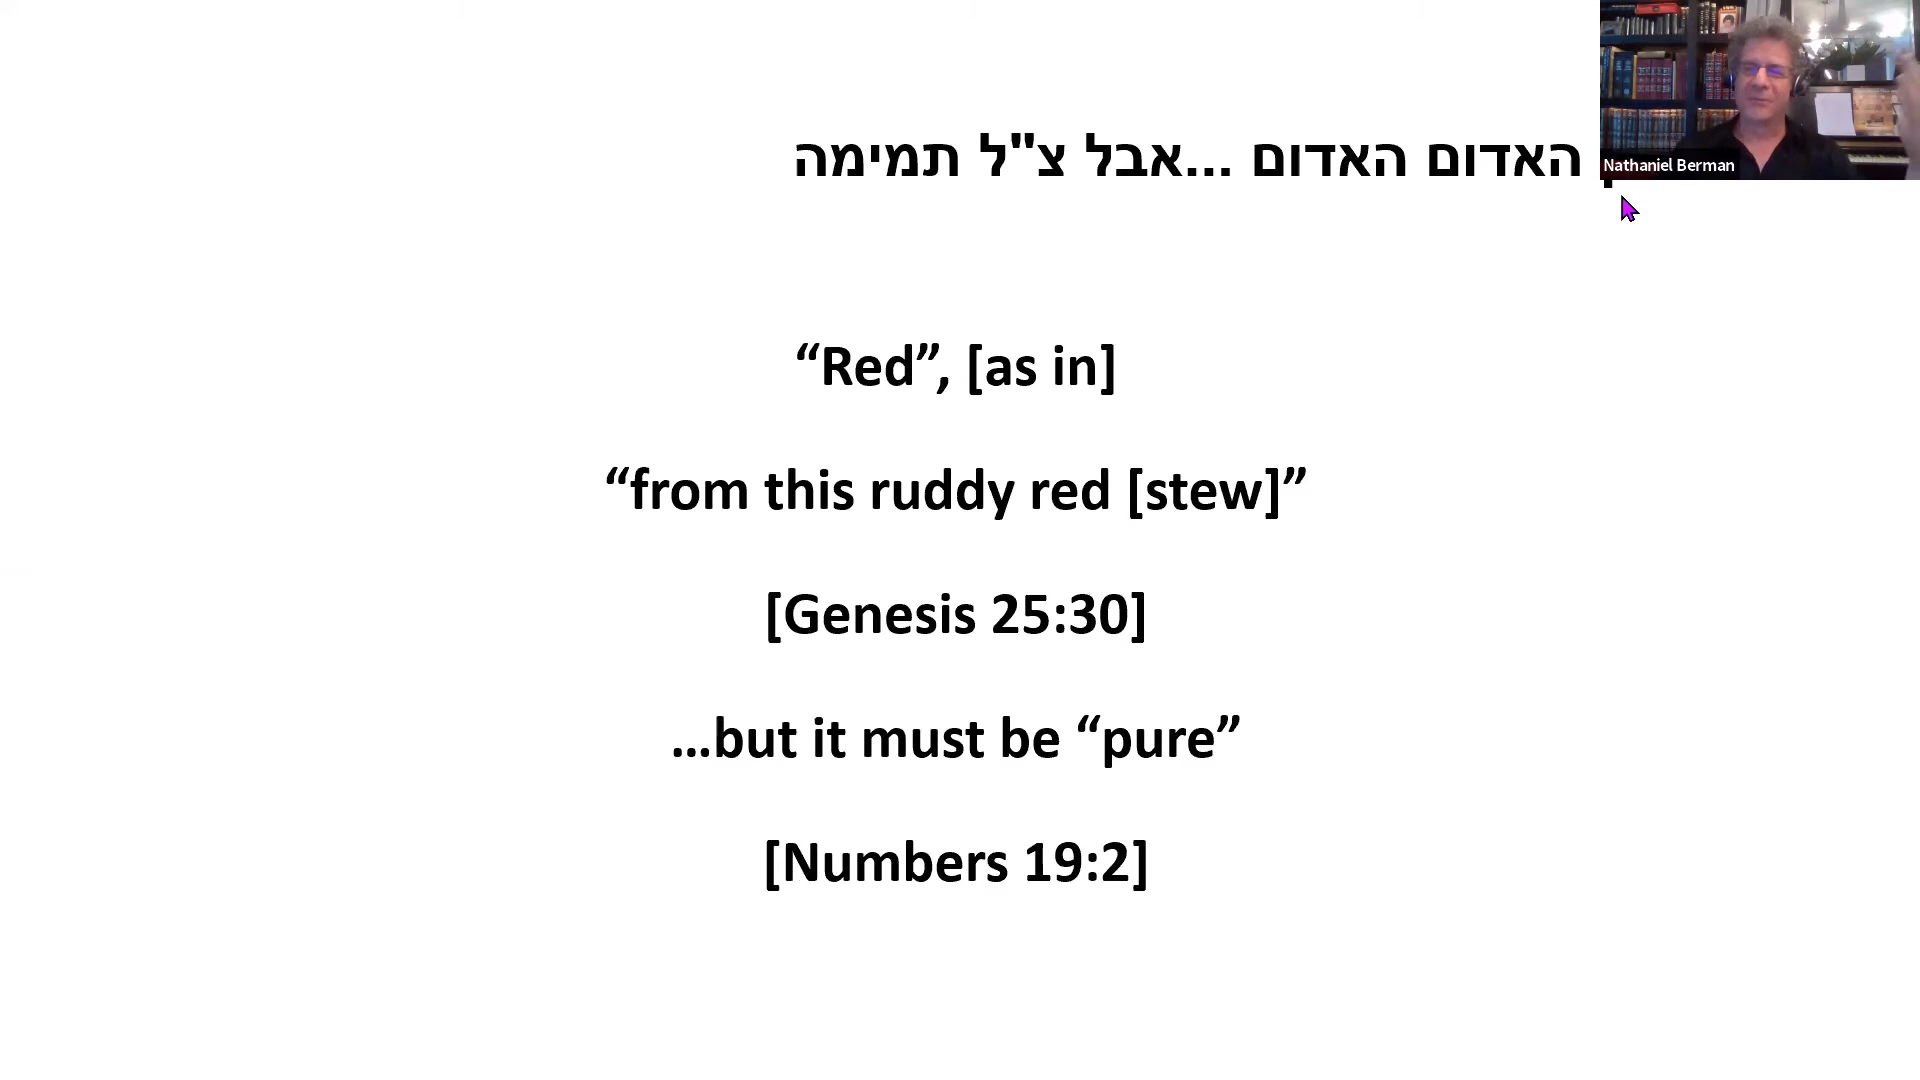 האדום האדום ...אבל צ"ל תמימה
Nathaniel Berman
“Red”, [as in]
“from this ruddy red [stew]”
[Genesis 25:30]
...but it must be “pure”
[Numbers 19:2]